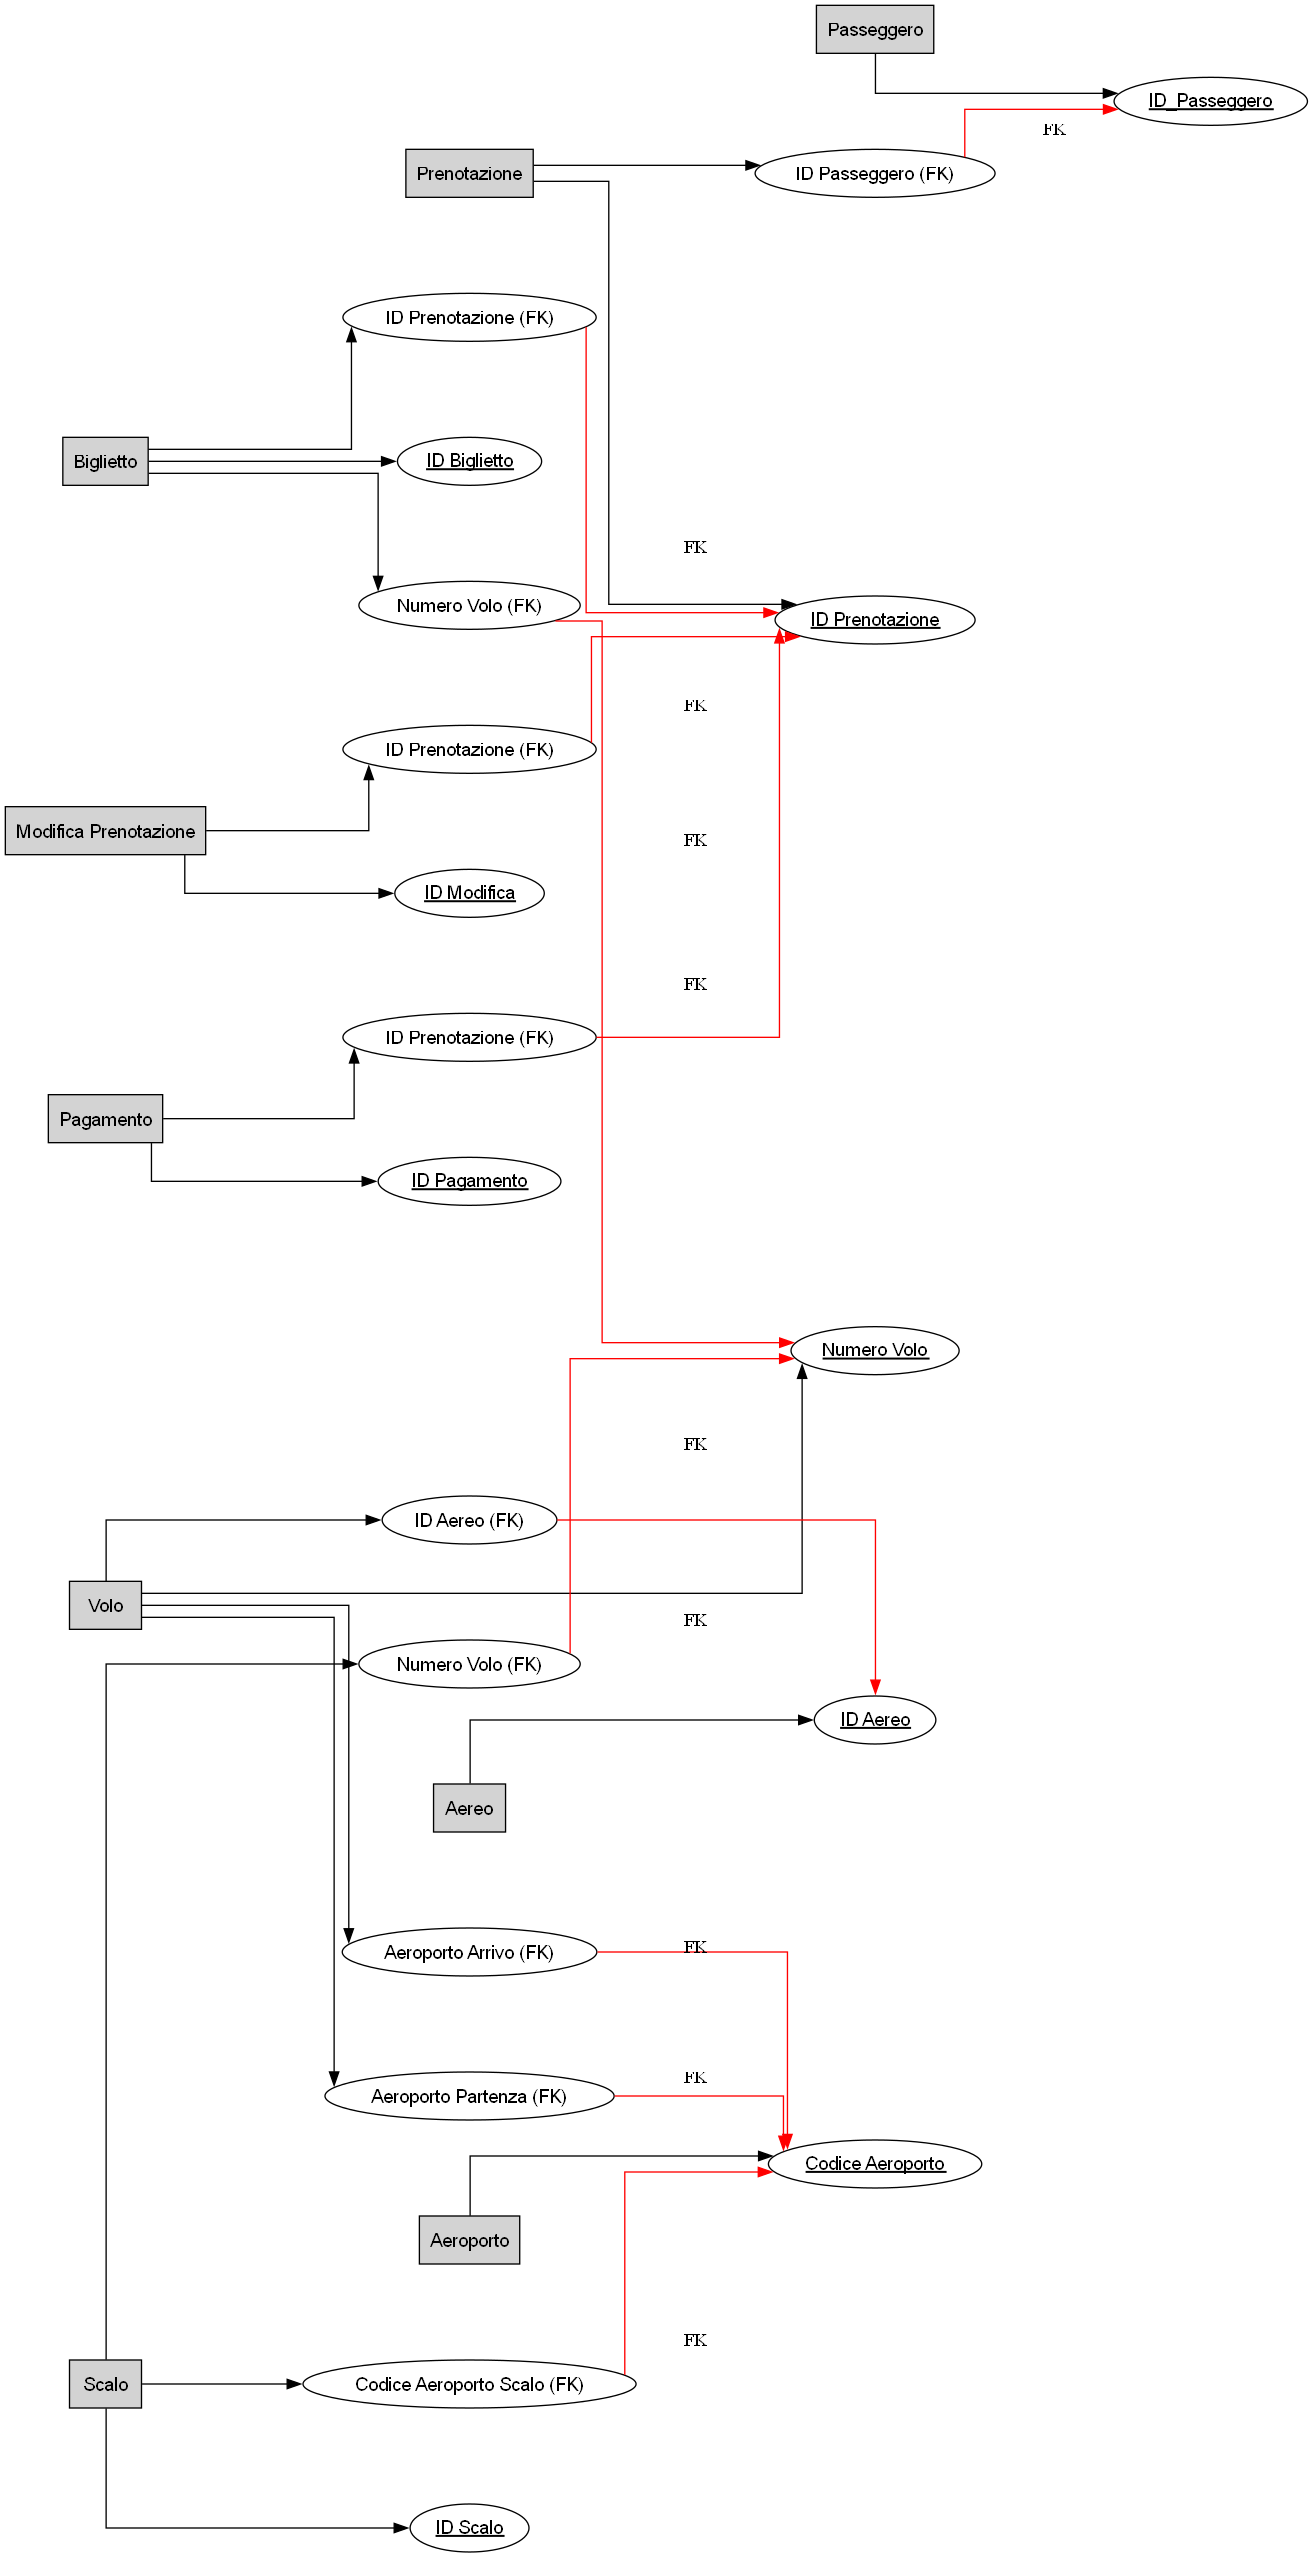 Passeggero
ID_Passeggero
FK
Prenotazione
ID Passeggero (FK)
ID Prenotazione (FK)
Biglietto
ID Biglietto
FK
Numero Volo (FK)
ID Prenotazione
FK
ID Prenotazione (FK)
Modifica Prenotazione
FK
ID Modifica
FK
ID Prenotazione (FK)
Pagamento
ID Pagamento
Numero Volo
FK
ID Aereo (FK)
Volo
FK
Numero Volo (FK)
ID Aereo
Aereo
Aeroporto Arrivo (FK)
FK
FK
Aeroporto Partenza (FK)
Codice Aeroporto
Aeroporto
FK
Scalo
Codice Aeroporto Scalo (FK)
ID Scalo